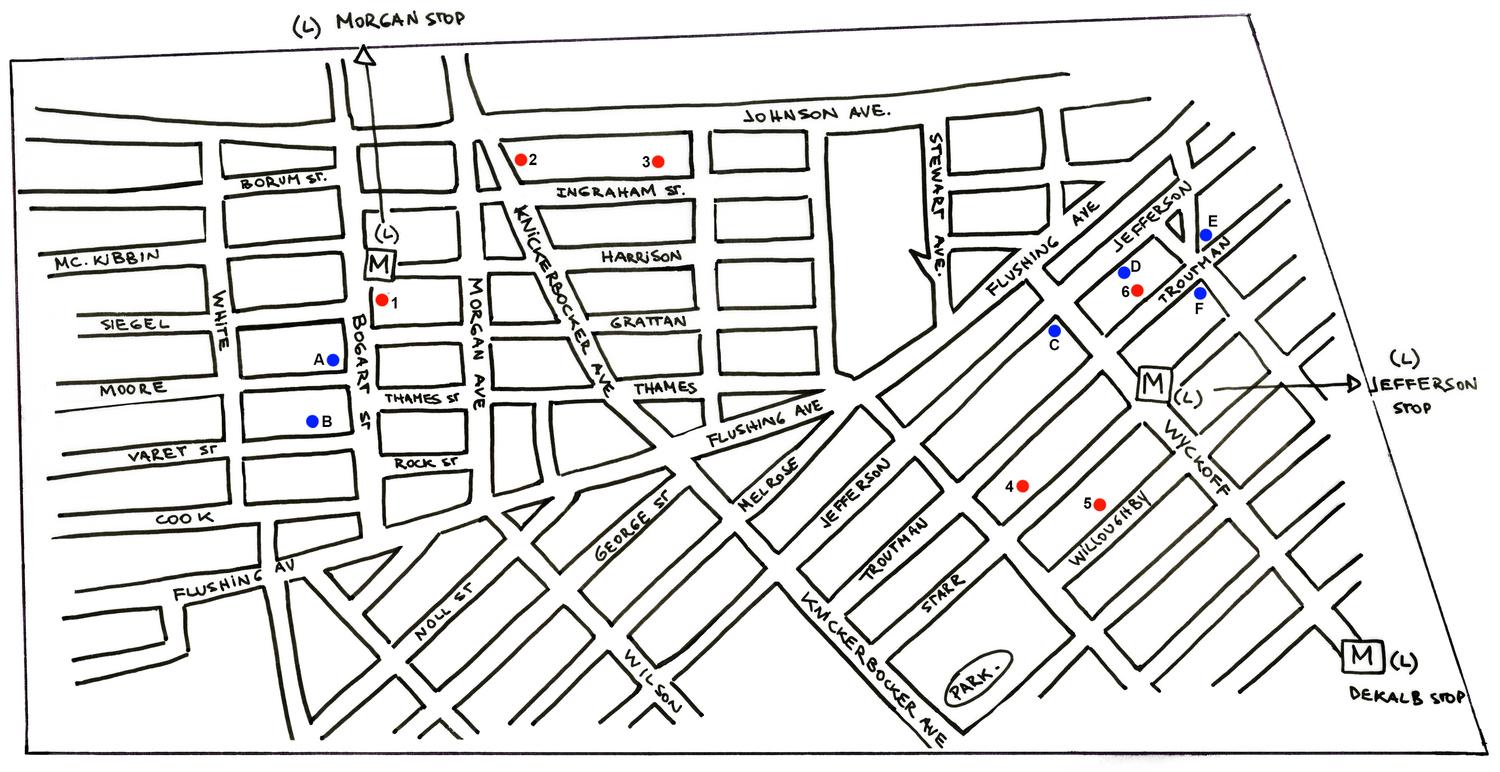 (L) MORGAN STOP
JOHNSON AVE.
STEWART AVE.
2
3
BORUM ST.
INGRAHAM ST.
KNICKERBOCKER AVE
(L)
M
MC. KIBBIN
HARRISON
FLUSHING AVE
JEFFERSON
E
D
6
TROUTMAN
F
WHITE
1
MORGAN AVE
SIEGEL
BOGART ST
GRATTAN
C
A
MOORE
THAMES ST
THAMES
M
(L)
(L)
JEFFERSON
STOP
B
FLUSHING AVE
VARET ST
ROCK ST
MELROSE
JEFFERSON
WYCKOFF
4
5
COOK
GEORGE ST
TROUTMAN
WILLOUGHBY
FLUSHING AV
NOLL ST
STARR
KNICKERBOCKER AVE
WILSON
PARK.
M (L)
DEKALB STOP